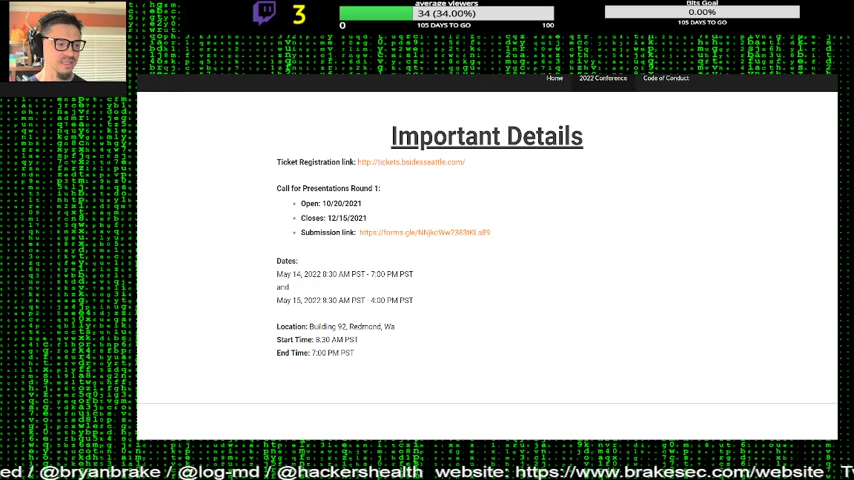 average viewers
Bits Goal
3
34 (34.00%)
0.00%
0
105 DAYS TO GO
100
105 DAYS TO GO
Home
2022 Conference
Code of Conduct
Important Details
Ticket Registration link: http://tickets.bsidesseattle.com/
Call for Presentations Round 1:
• Open: 10/20/2021
• Closes: 12/15/2021
• Submission link:
Dates:
May 14, 2022 8:30 AM PST - 7:00 PM PST
and
May 15, 2022 8:30 AM PST - 4:00 PM PST
Location: Building 92, Redmond, Wa
Start Time: 8:30 AM PST
End Time: 7:00 PM PST
ed / @bryanbrake / @log-md / @hackershealth website: https://www.brakesec.com/website Tw